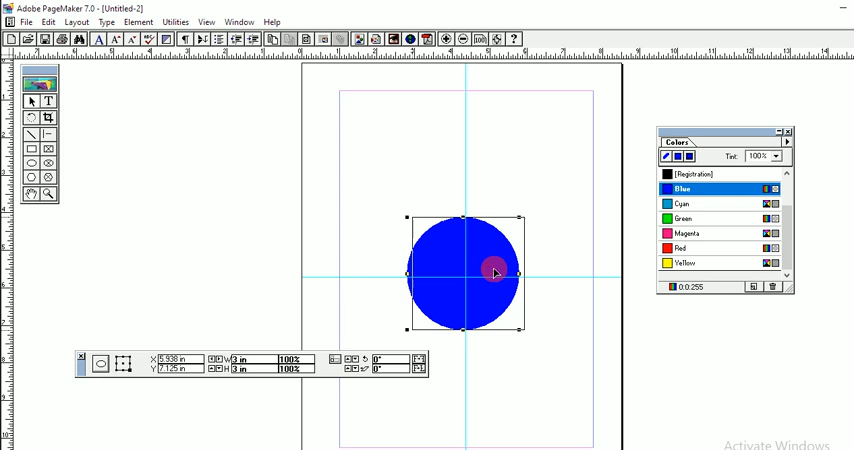 Adobe PageMaker 7.0 - [Untitled-2]
File Edit Layout Type Element Utilities View Window Help
Colors
Tint: 100%
[Registration]
Blue
Cyan
Green
Magenta
Red
Yellow
0:0:255
X 5.938 in W 3 in 100% 0°
Y 7.125 in H 3 in 100% 0°
Activate Windows